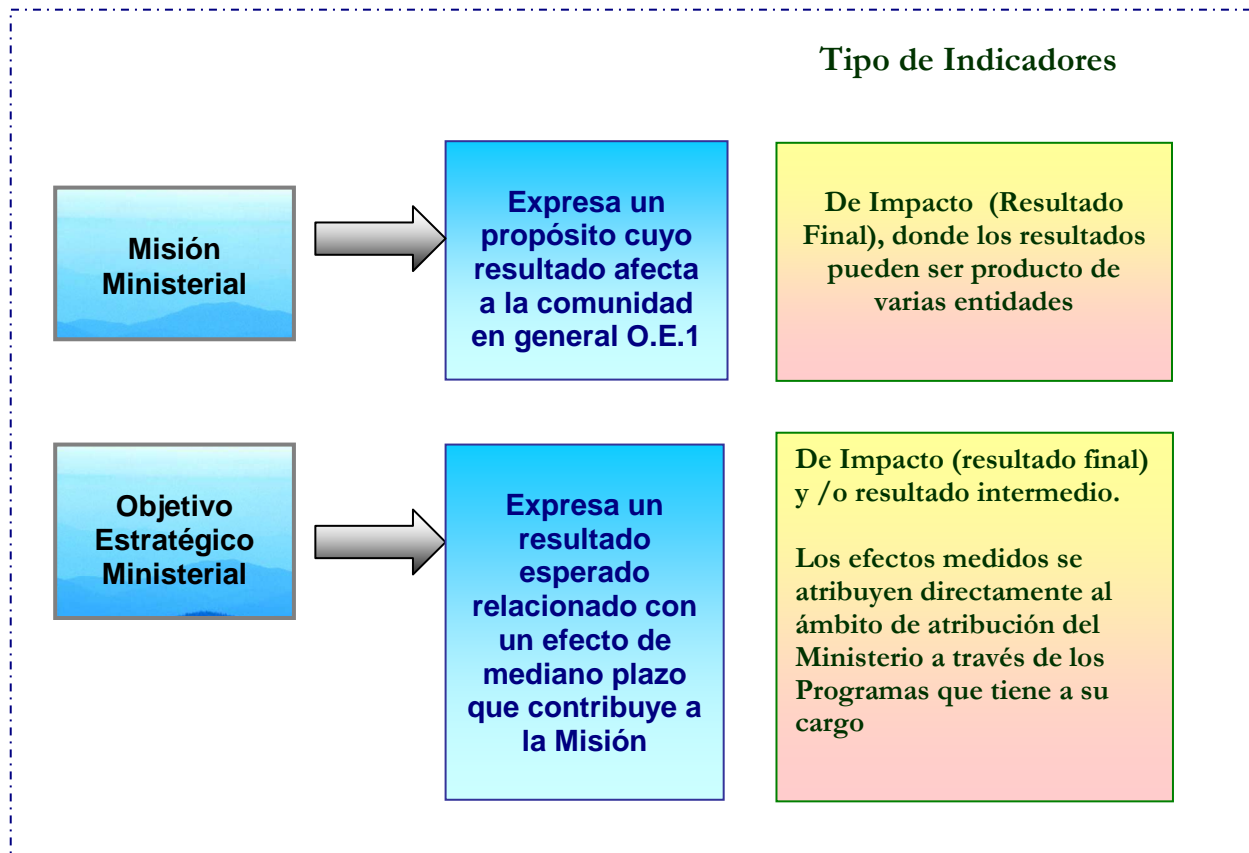 Tipo de Indicadores
Misión
Ministerial
Expresa un
propósito cuyo
resultado afecta
a la comunidad
en general O.E.1
De Impacto (Resultado
Final), donde los resultados
pueden ser producto de
varias entidades
Objetivo
Estratégico
Ministerial
Expresa un
resultado
esperado
relacionado con
un efecto de
mediano plazo
que contribuye a
la Misión
De Impacto (resultado final)
y /o resultado intermedio.
Los efectos medidos se
atribuyen directamente al
ámbito de atribución del
Ministerio a través de los
Programas que tiene a su
cargo